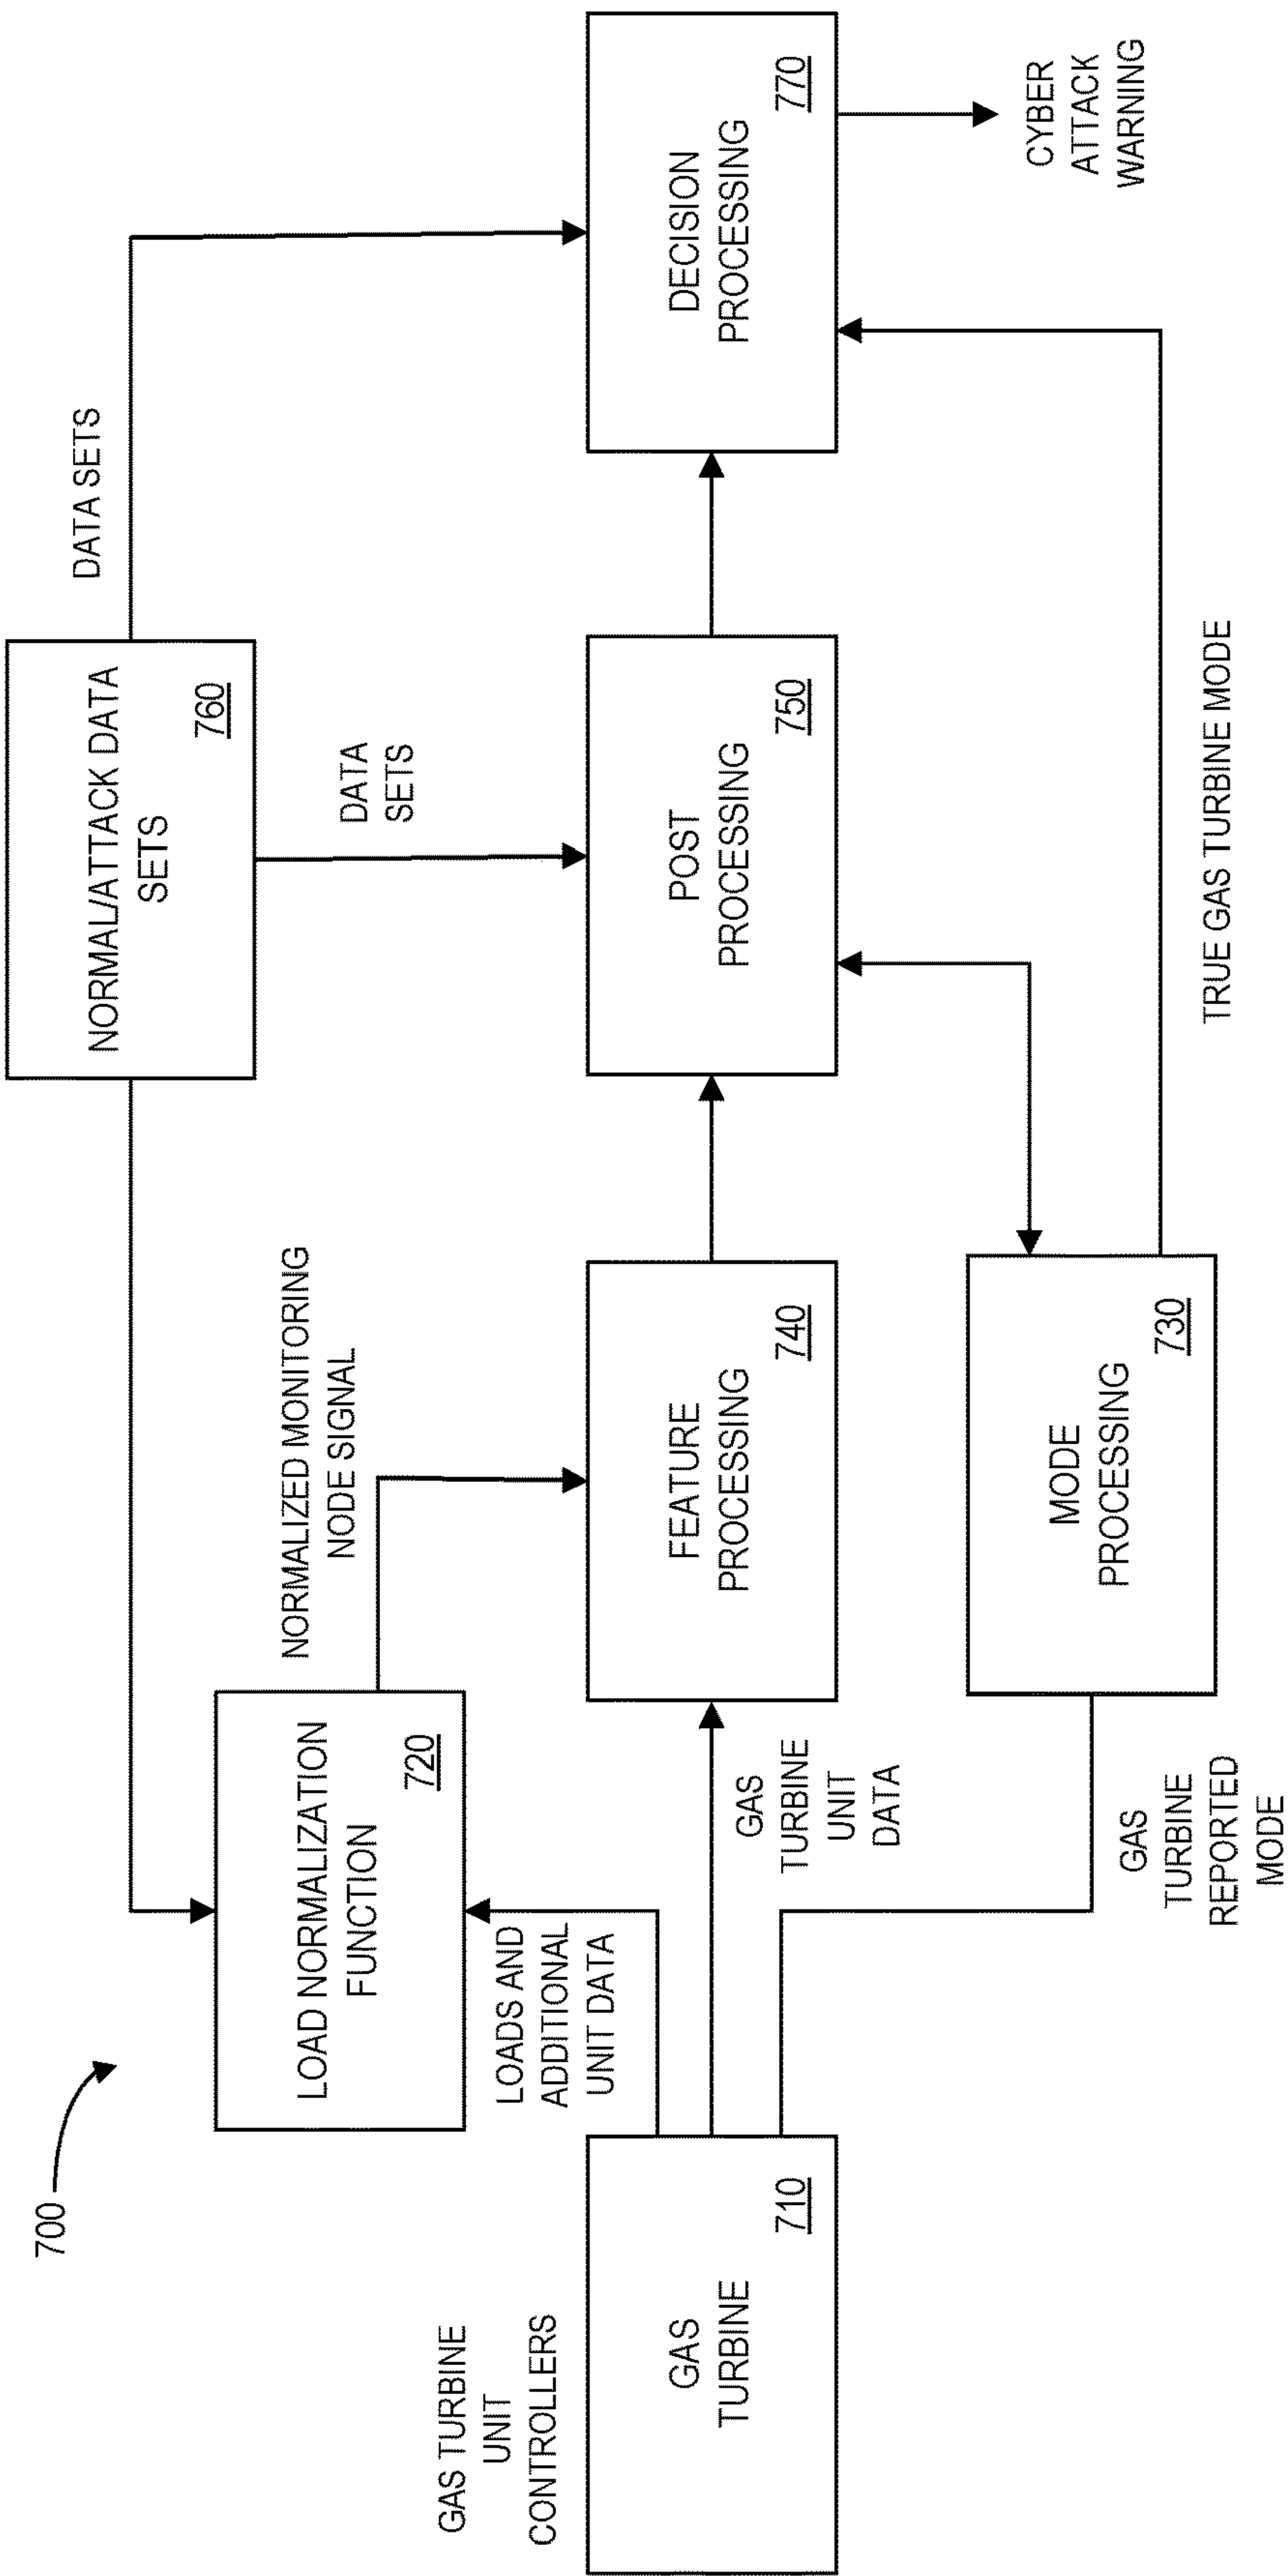 700
NORMAL/ATTACK DATA
SETS
760
DATA SETS
DATA
SETS
LOAD NORMALIZATION
FUNCTION
720
NORMALIZED MONITORING
NODE SIGNAL
LOADS AND
ADDITIONAL
UNIT DATA
GAS TURBINE
UNIT
CONTROLLERS
GAS
TURBINE
710
GAS
TURBINE
UNIT
DATA
FEATURE
PROCESSING
740
POST
PROCESSING
750
DECISION
PROCESSING
770
CYBER
ATTACK
WARNING
GAS
TURBINE
REPORTED
MODE
MODE
PROCESSING
730
TRUE GAS TURBINE MODE